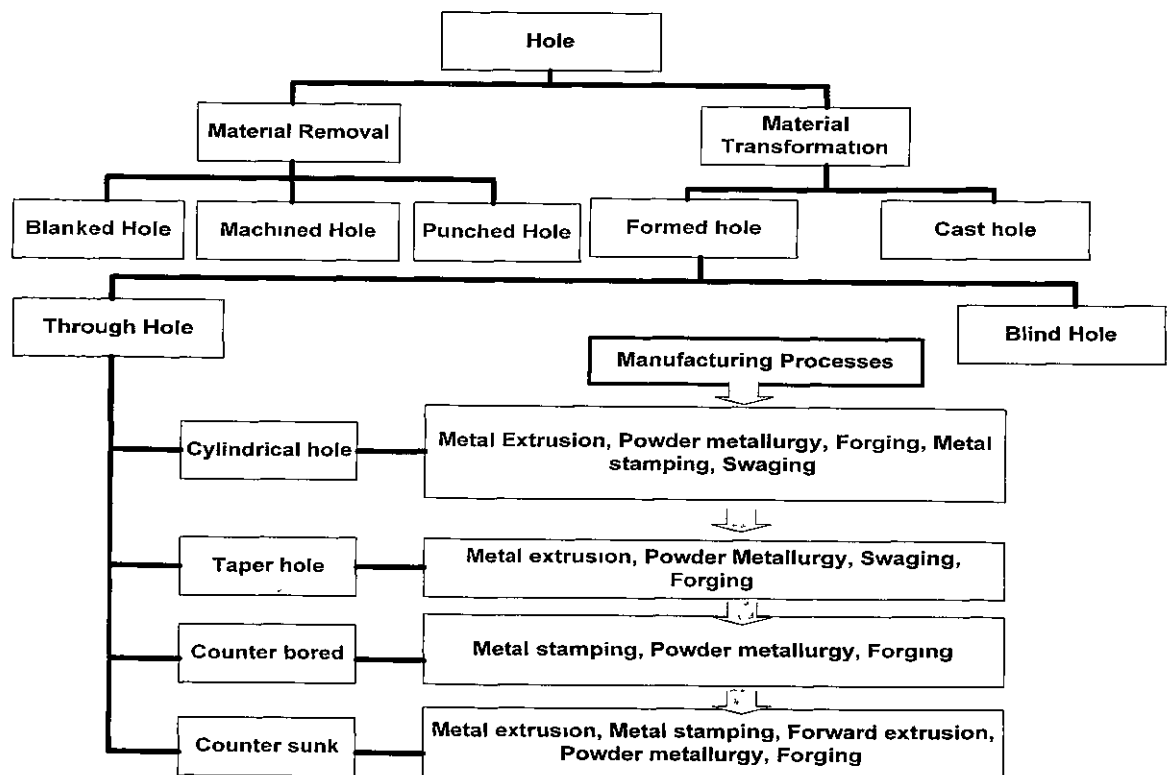 Hole
Material Removal
Material
Transformation
Blanked Hole
Machined Hole
Punched Hole
Formed hole
Cast hole
Through Hole
Blind Hole
Manufacturing Processes
Cylindrical hole
Metal Extrusion, Powder metallurgy, Forging, Metal
stamping, Swaging
Taper hole
Metal extrusion, Powder Metallurgy, Swaging,
Forging
Counter bored
Metal stamping, Powder metallurgy, Forging
Counter sunk
Metal extrusion, Metal stamping, Forward extrusion,
Powder metallurgy, Forging